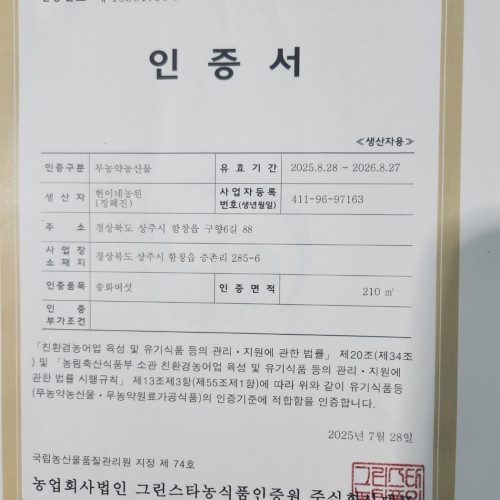 인 증 서
≪생산자용≫
인증구분 무농약농산물 유 효 기 간 2025.8.28 ~ 2026.8.27
생 산 자 현이네농원 (정혜진) 사업자등록 번호(생년월일) 411-96-97163
주 소 경상북도 상주시 함창읍 구향6길 88
사 업 장 소 재 지 경상북도 상주시 함창읍 증촌리 285-6
인증품목 송화버섯 인 증 면 적 210 ㎡
인 증 부가조건
「친환경농어업 육성 및 유기식품 등의 관리・지원에 관한 법률」 제20조(제34조
) 및 「농림축산식품부 소관 친환경농어업 육성 및 유기식품 등의 관리・지원에
관한 법률 시행규칙」 제13조제3항(제55조제1항)에 따라 위와 같이 유기식품등
(무농약농산물・무농약원료가공식품)의 인증기준에 적합함을 인증합니다.
2025년 7월 28일
국립농산물품질관리원 지정 제 74호
농업회사법인 그린스타농식품인증원 주식회사